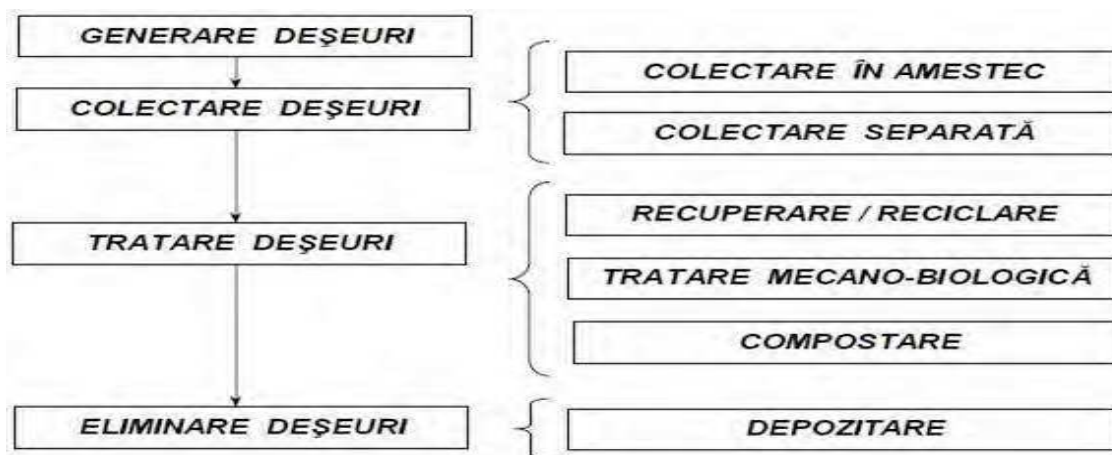 GENERARE DEŞEURI
COLECTARE DEŞEURI
COLECTARE ÎN AMESTEC
COLECTARE SEPARATĂ
TRATARE DEŞEURI
RECUPERARE / RECICLARE
TRATARE MECANO-BIOLOGICĂ
COMPOSTARE
ELIMINARE DEŞEURI
DEPOZITARE